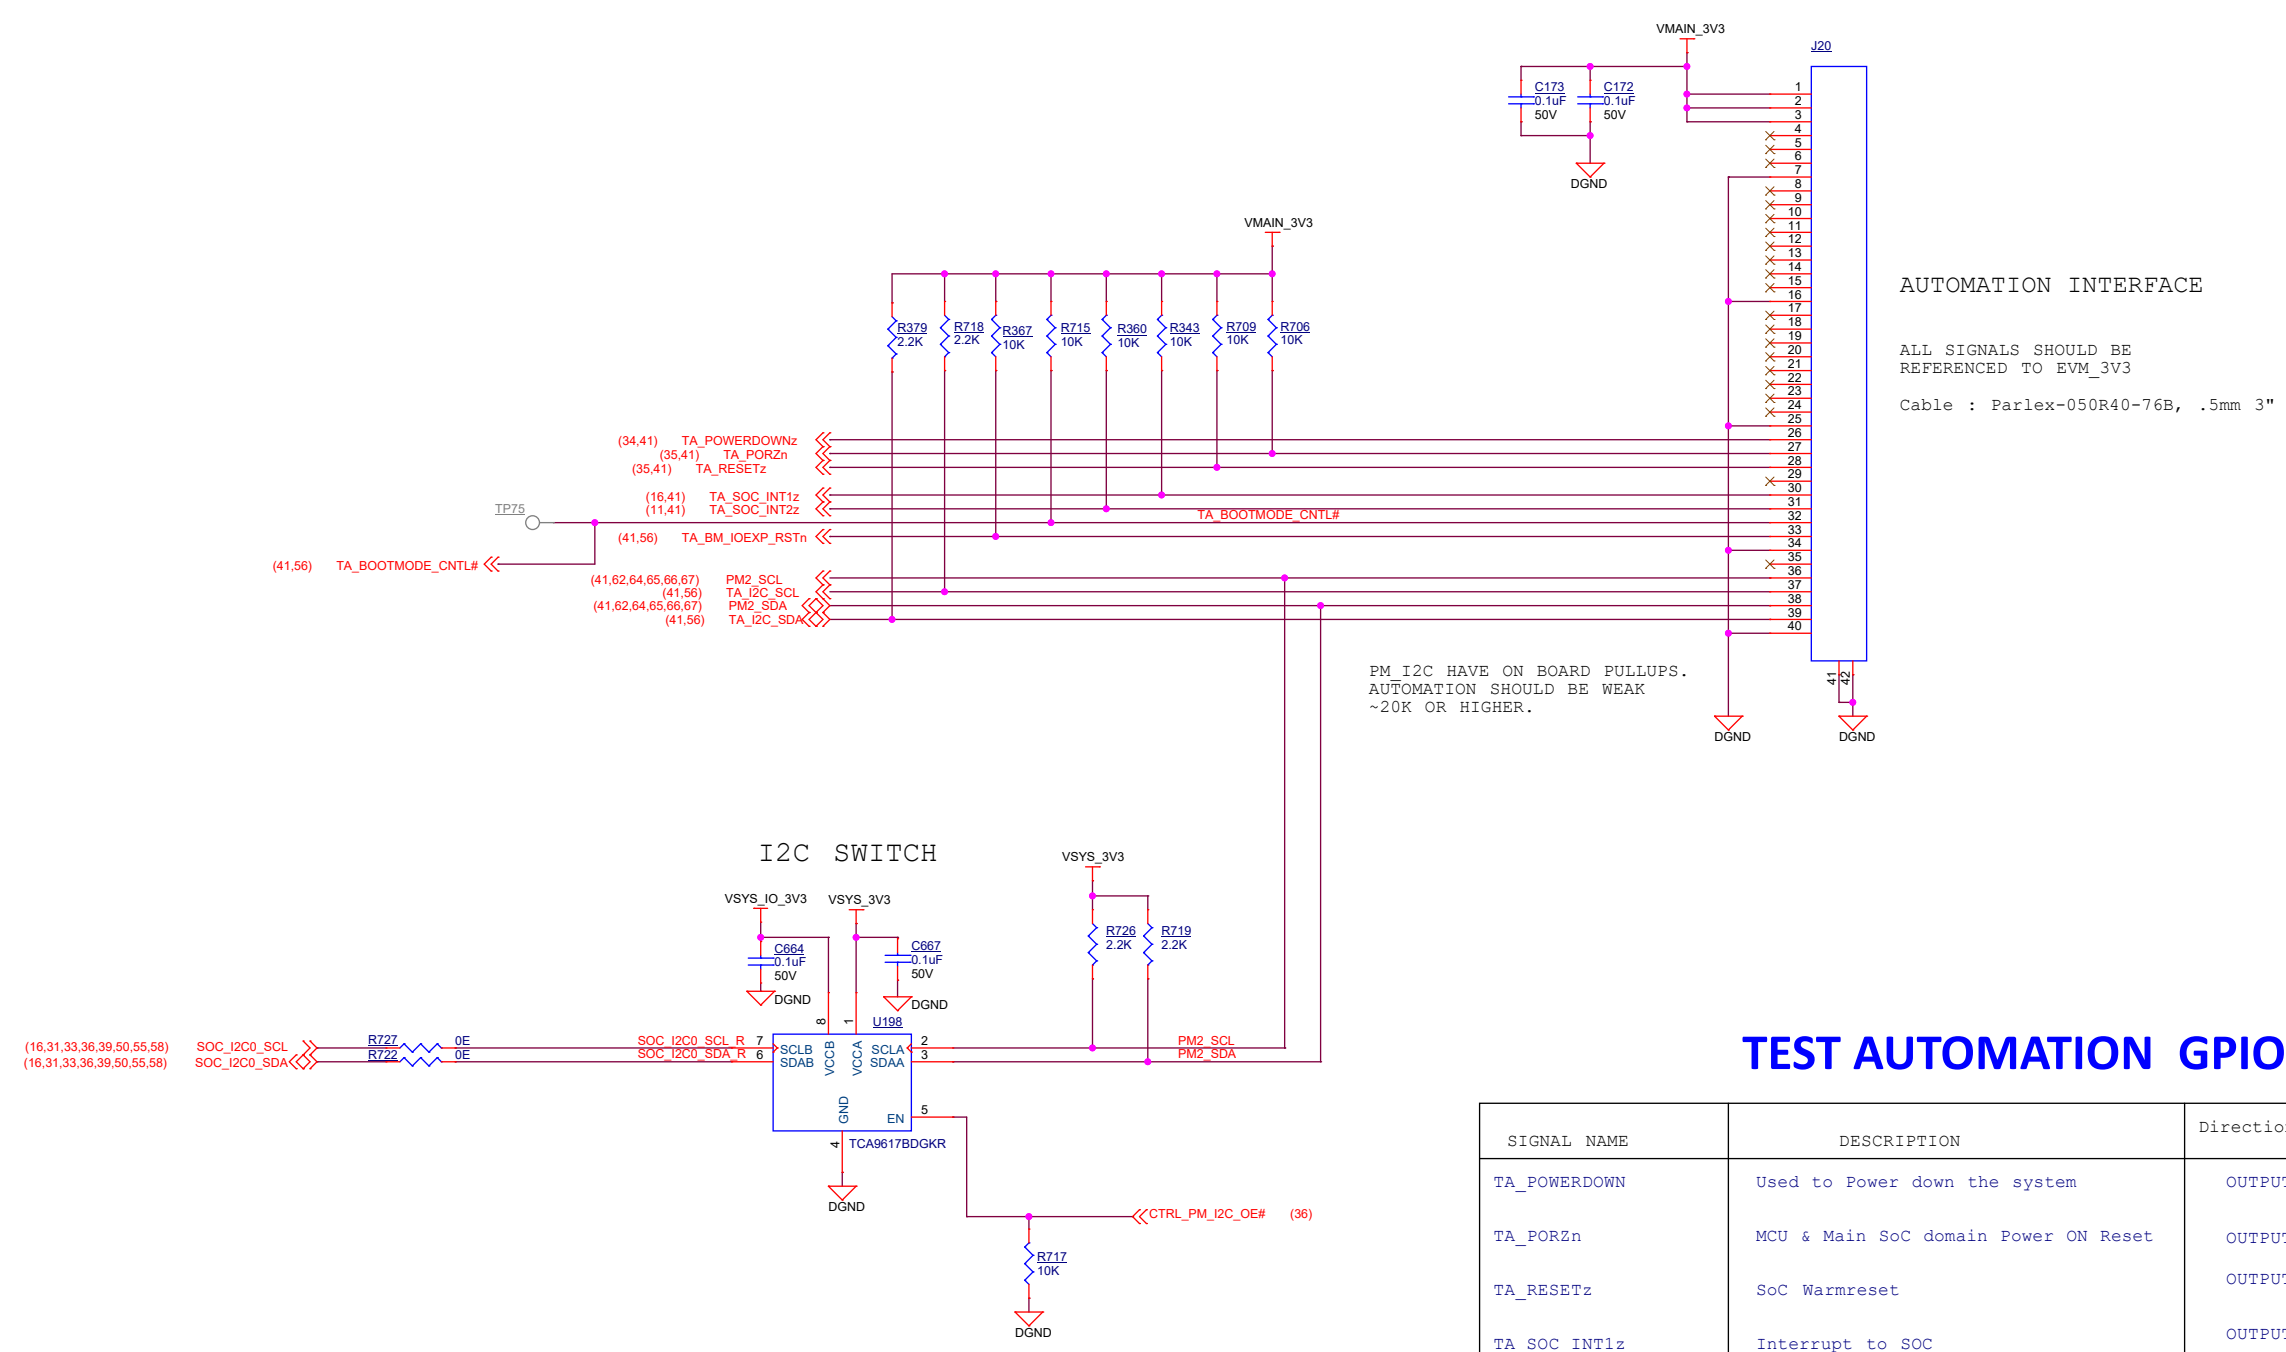 VMAIN_3V3
J20
C173
0.1uF
50V
C172
0.1uF
50V
DGND
1
2
3
4
5
6
7
8
9
10
11
12
13
14
15
16
17
18
19
20
21
22
23
24
25
26
27
28
29
30
31
32
33
34
35
36
37
38
39
40
41
42
DGND
DGND
AUTOMATION INTERFACE
ALL SIGNALS SHOULD BE
REFERENCED TO EVM_3V3
Cable : Parlex-050R40-76B, .5mm 3"
VMAIN_3V3
R379
2.2K
R718
2.2K
R367
10K
R715
10K
R360
10K
R343
10K
R709
10K
R706
10K
(34,41) TA_POWERDOWNz
(35,41) TA_PORZn
(35,41) TA_RESETz
(16,41) TA_SOC_INT1z
(11,41) TA_SOC_INT2z
TP75
TA_BOOTMODE_CNTL#
(41,56) TA_BM_IOEXP_RSTn
(41,56) TA_BOOTMODE_CNTL#
(41,62,64,65,66,67) PM2_SCL
(41,56) TA_I2C_SCL
(41,62,64,65,66,67) PM2_SDA
(41,56) TA_I2C_SDA
PM_I2C HAVE ON BOARD PULLUPS.
AUTOMATION SHOULD BE WEAK
~20K OR HIGHER.
I2C SWITCH
VSYS_IO_3V3
VSYS_3V3
VSYS_3V3
C664
0.1uF
50V
DGND
C667
0.1uF
50V
DGND
R726
2.2K
R719
2.2K
8
1
U198
(16,31,33,36,39,50,55,58) SOC_I2C0_SCL
R727 0E
SOC_I2C0_SCL_R 7
SCLB
VCCB
VCCA
SCLA
2
PM2_SCL
(16,31,33,36,39,50,55,58) SOC_I2C0_SDA
R722 0E
SOC_I2C0_SDA_R 6
SDAB
SDAA
3
PM2_SDA
GND
EN
5
4
TCA9617BDGKR
DGND
CTRL_PM_I2C_OE# (36)
R717
10K
DGND
TEST AUTOMATION GPIO
SIGNAL NAME DESCRIPTION Direction
TA_POWERDOWN Used to Power down the system OUTPUT
TA_PORZn MCU & Main SoC domain Power ON Reset OUTPUT
TA_RESETz SoC Warmreset OUTPUT
TA_SOC_INT1z Interrupt to SOC OUTPUT